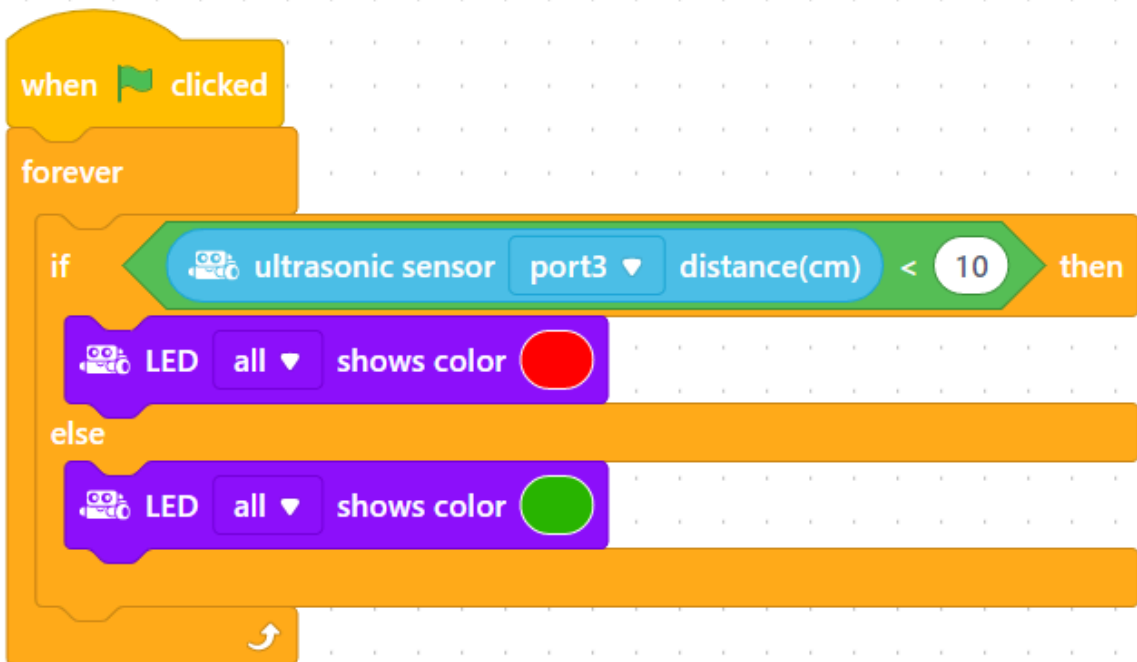 when clicked
forever
if ultrasonic sensor port3 distance(cm) < 10 then
LED all shows color
else
LED all shows color